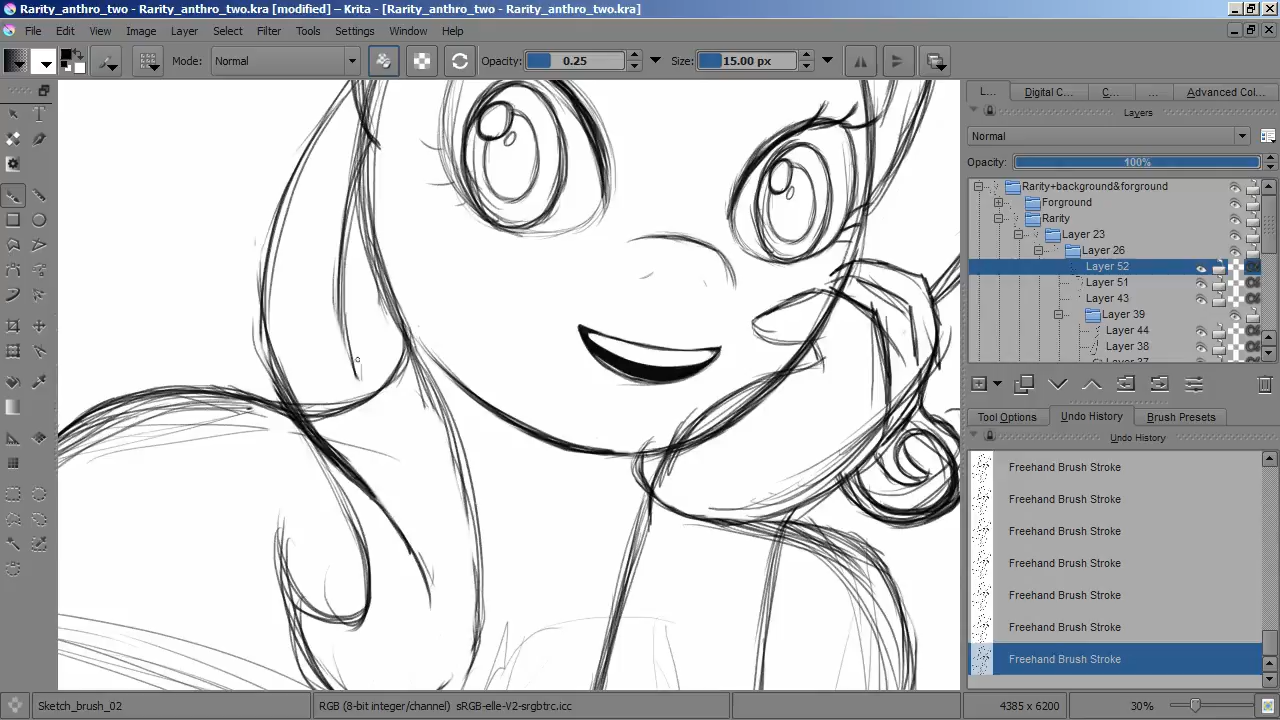 Rarity_anthro_two - Rarity_anthro_two.kra [modified] – Krita - [Rarity_anthro_two - Rarity_anthro_two.kra]
File Edit View Image Layer Select Filter Tools Settings Window Help
Mode: Normal Opacity: 0.25 Size: 15.00 px
L... Digital C... C... ... Advanced Col...
Layers
Normal
Opacity: 100%
Rarity+background&forground
Forground
Rarity
Layer 23
Layer 26
Layer 52
Layer 51
Layer 43
Layer 39
Layer 44
Layer 38
Tool Options Undo History Brush Presets
Undo History
Freehand Brush Stroke
Freehand Brush Stroke
Freehand Brush Stroke
Freehand Brush Stroke
Freehand Brush Stroke
Freehand Brush Stroke
Freehand Brush Stroke
Sketch_brush_02 RGB (8-bit integer/channel) sRGB-elle-V2-srgbtrc.icc 4385 x 6200 30%